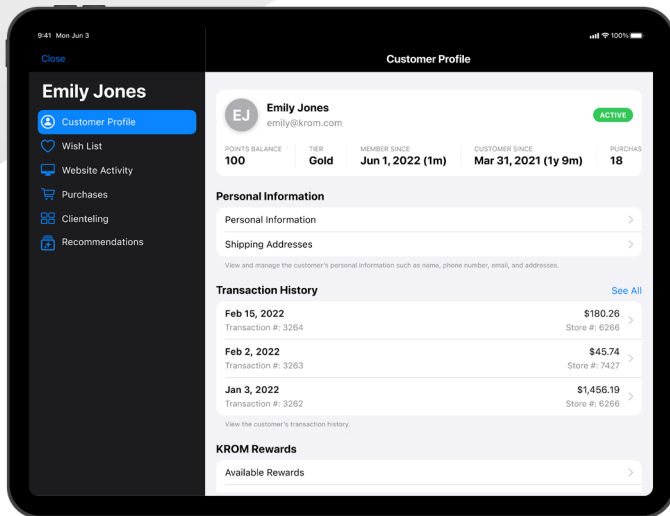 9:41 Mon Jun 3
100%
Close
Customer Profile
Emily Jones
Customer Profile
Wish List
Website Activity
Purchases
Clienteling
Recommendations
EJ
Emily Jones
emily@krom.com
ACTIVE
POINTS BALANCE TIER MEMBER SINCE CUSTOMER SINCE PURCHAS
100 Gold Jun 1, 2022 (1m) Mar 31, 2021 (1y 9m) 18
Personal Information
Personal Information
Shipping Addresses
View and manage the customer's personal information such as name, phone number, email, and addresses.
Transaction History See All
Feb 15, 2022 $180.26
Transaction #: 3264 Store #: 6266
Feb 2, 2022 $45.74
Transaction #: 3263 Store #: 7427
Jan 3, 2022 $1,456.19
Transaction #: 3262 Store #: 6266
View the customer's transaction history.
KROM Rewards
Available Rewards